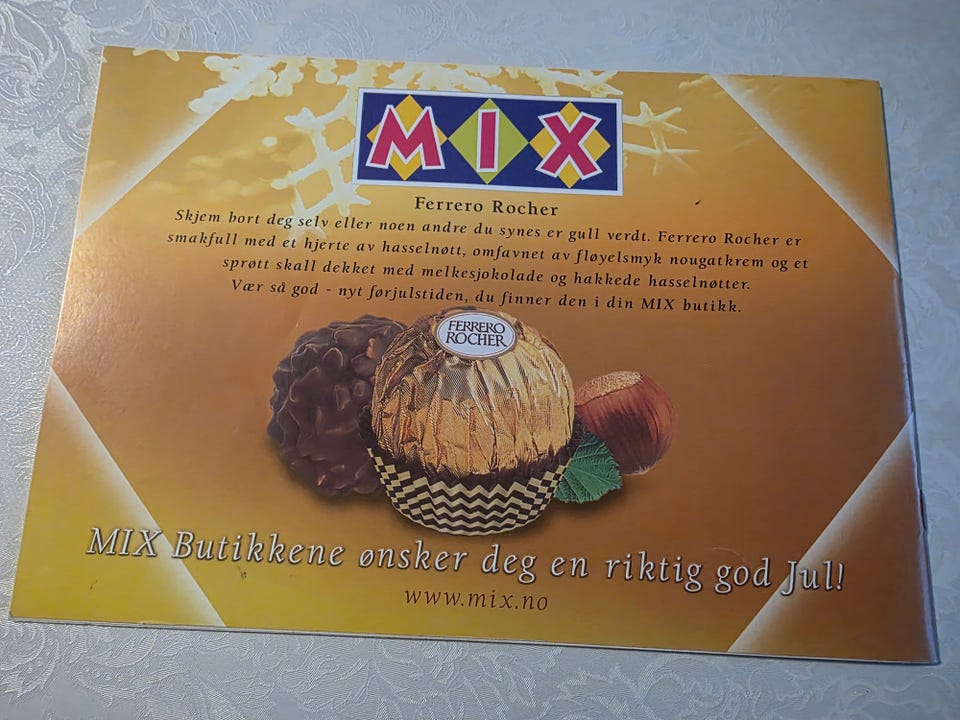 MIX
Ferrero Rocher
Skjem bort deg selv eller noen andre du synes er gull verdt. Ferrero Rocher er
smakfull med et hjerte av hasselnøtt, omfavnet av fløyelsmyk nougatkrem og et
sprøtt skall dekket med melkesjokolade og hakkede hasselnøtter.
Vær så god - nyt førjulstiden, du finner den i din MIX butikk.
FERRERO
ROCHER
MIX Butikkene ønsker deg en riktig god Jul!
www.mix.no